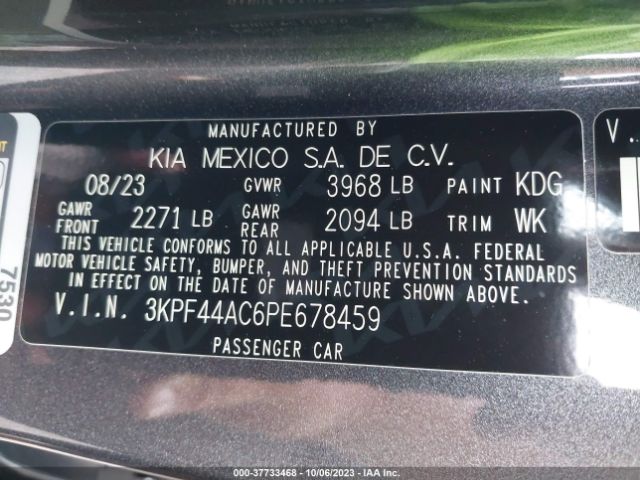 MANUFACTURED BY
KIA MEXICO S.A. DE C.V.
08/23 GVWR 3968 LB PAINT KDG
GAWR FRONT 2271 LB GAWR REAR 2094 LB TRIM WK
THIS VEHICLE CONFORMS TO ALL APPLICABLE U.S.A. FEDERAL
MOTOR VEHICLE SAFETY, BUMPER, AND THEFT PREVENTION STANDARDS
IN EFFECT ON THE DATE OF MANUFACTURE SHOWN ABOVE.
V.I.N. 3KPF44AC6PE678459
PASSENGER CAR
7530
V.
000-37733468 - 10/06/2023 - IAA Inc.